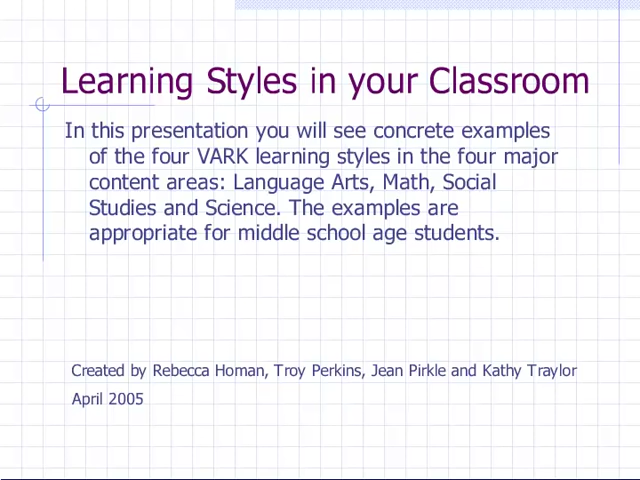 Learning Styles in your Classroom
In this presentation you will see concrete examples
of the four VARK learning styles in the four major
content areas: Language Arts, Math, Social
Studies and Science. The examples are
appropriate for middle school age students.
Created by Rebecca Homan, Troy Perkins, Jean Pirkle and Kathy Traylor
April 2005